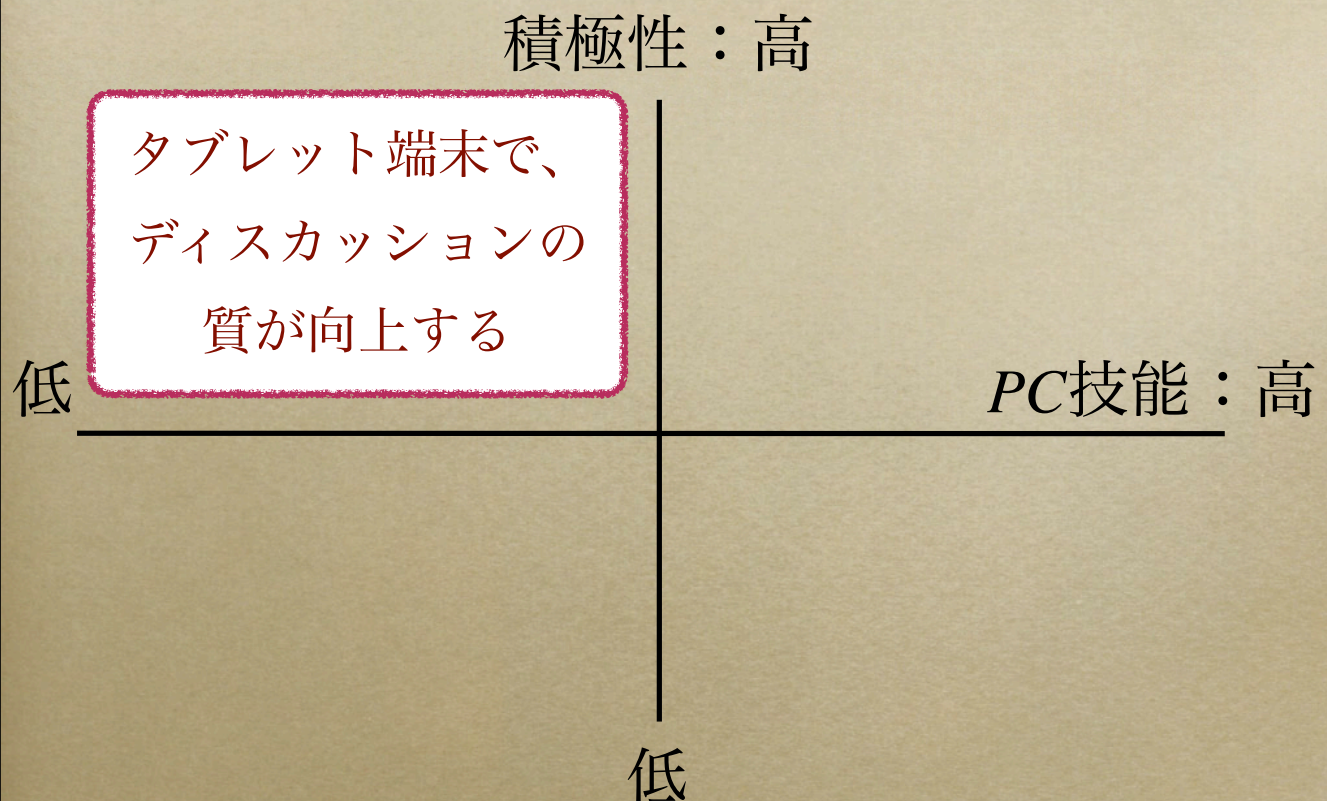 積極性：高
タブレット端末で、
ディスカッションの
質が向上する
低
PC技能：高
低